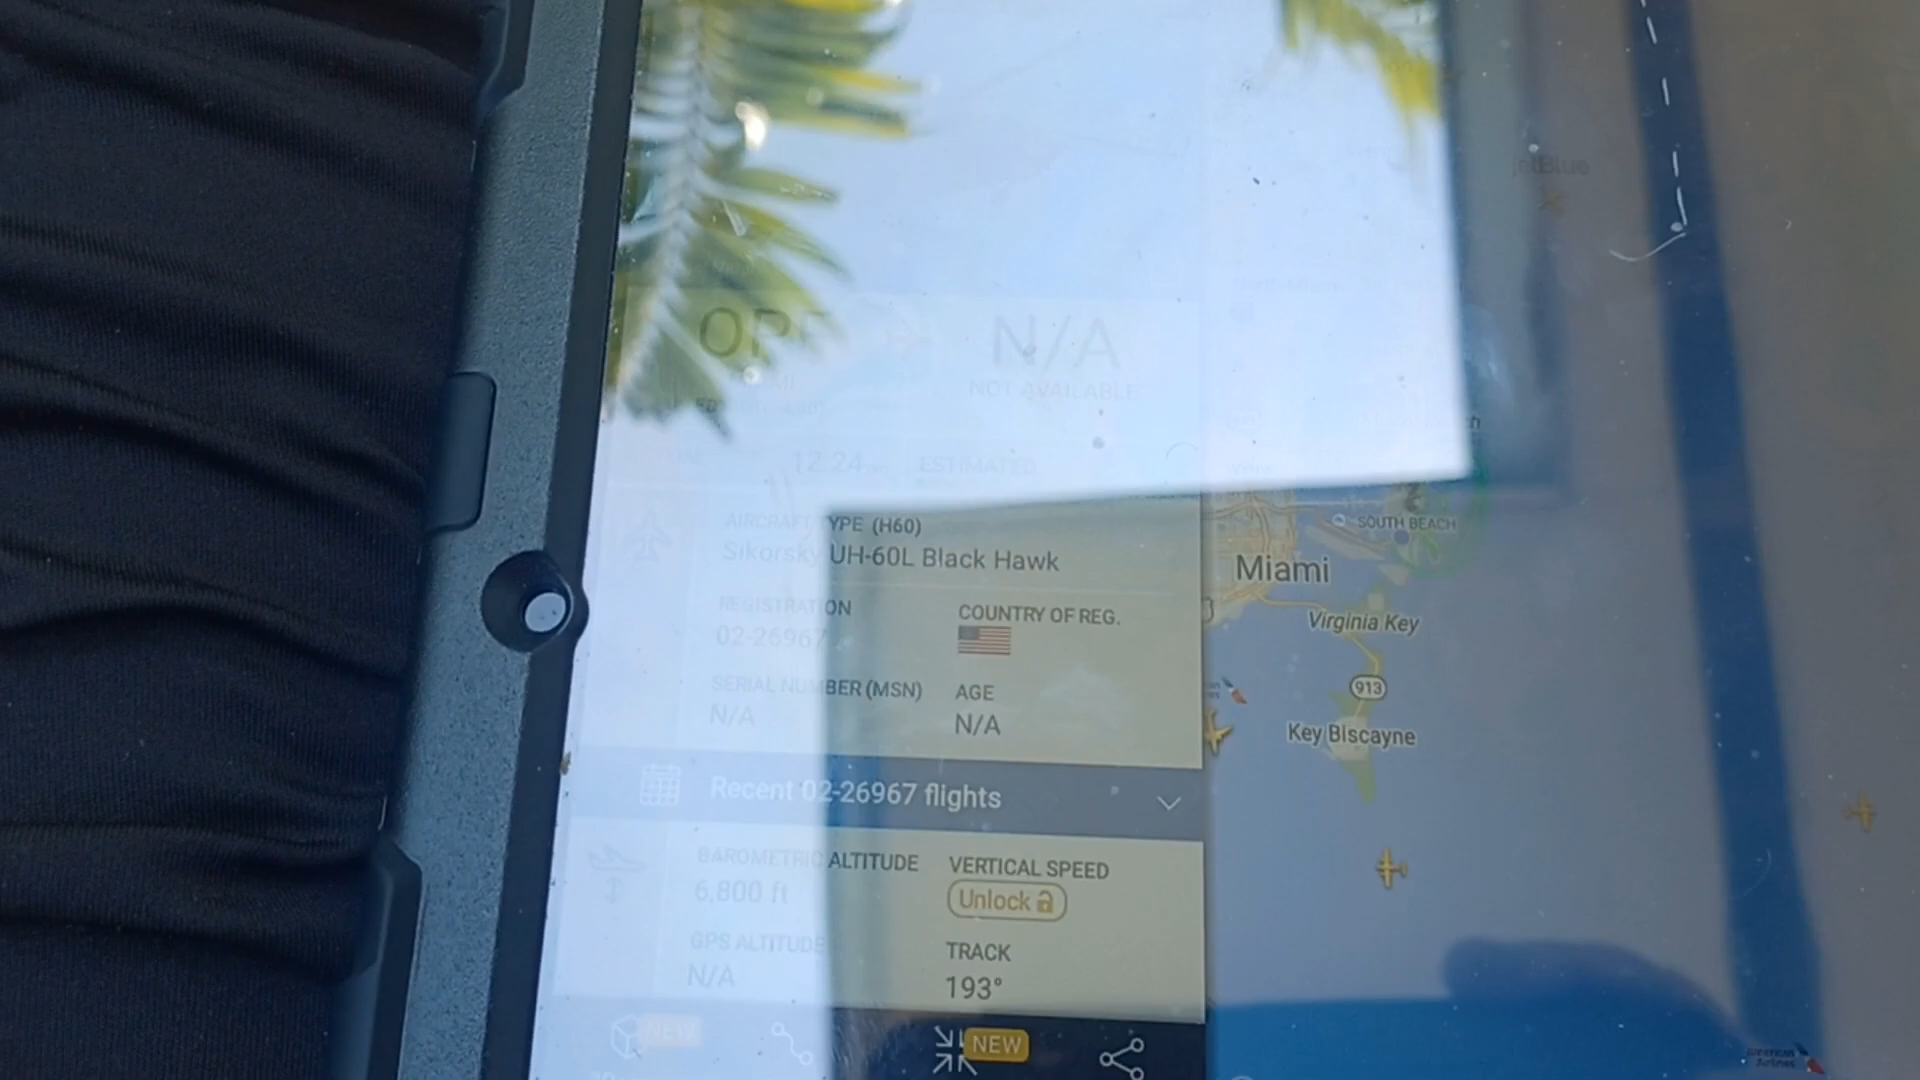 jetBlue
OPF
N/A
NOT AVAILABLE
12:24
ESTIMATED
AIRCRAFT TYPE (H60)
Sikorsky UH-60L Black Hawk
REGISTRATION
02-26967
COUNTRY OF REG.
SERIAL NUMBER (MSN)
N/A
AGE
N/A
Recent 02-26967 flights
BAROMETRIC ALTITUDE
6,800 ft
VERTICAL SPEED
Unlock
GPS ALTITUDE
N/A
TRACK
193°
NEW
NEW
SOUTH BEACH
Miami
Virginia Key
913
Key Biscayne
American
Airlines